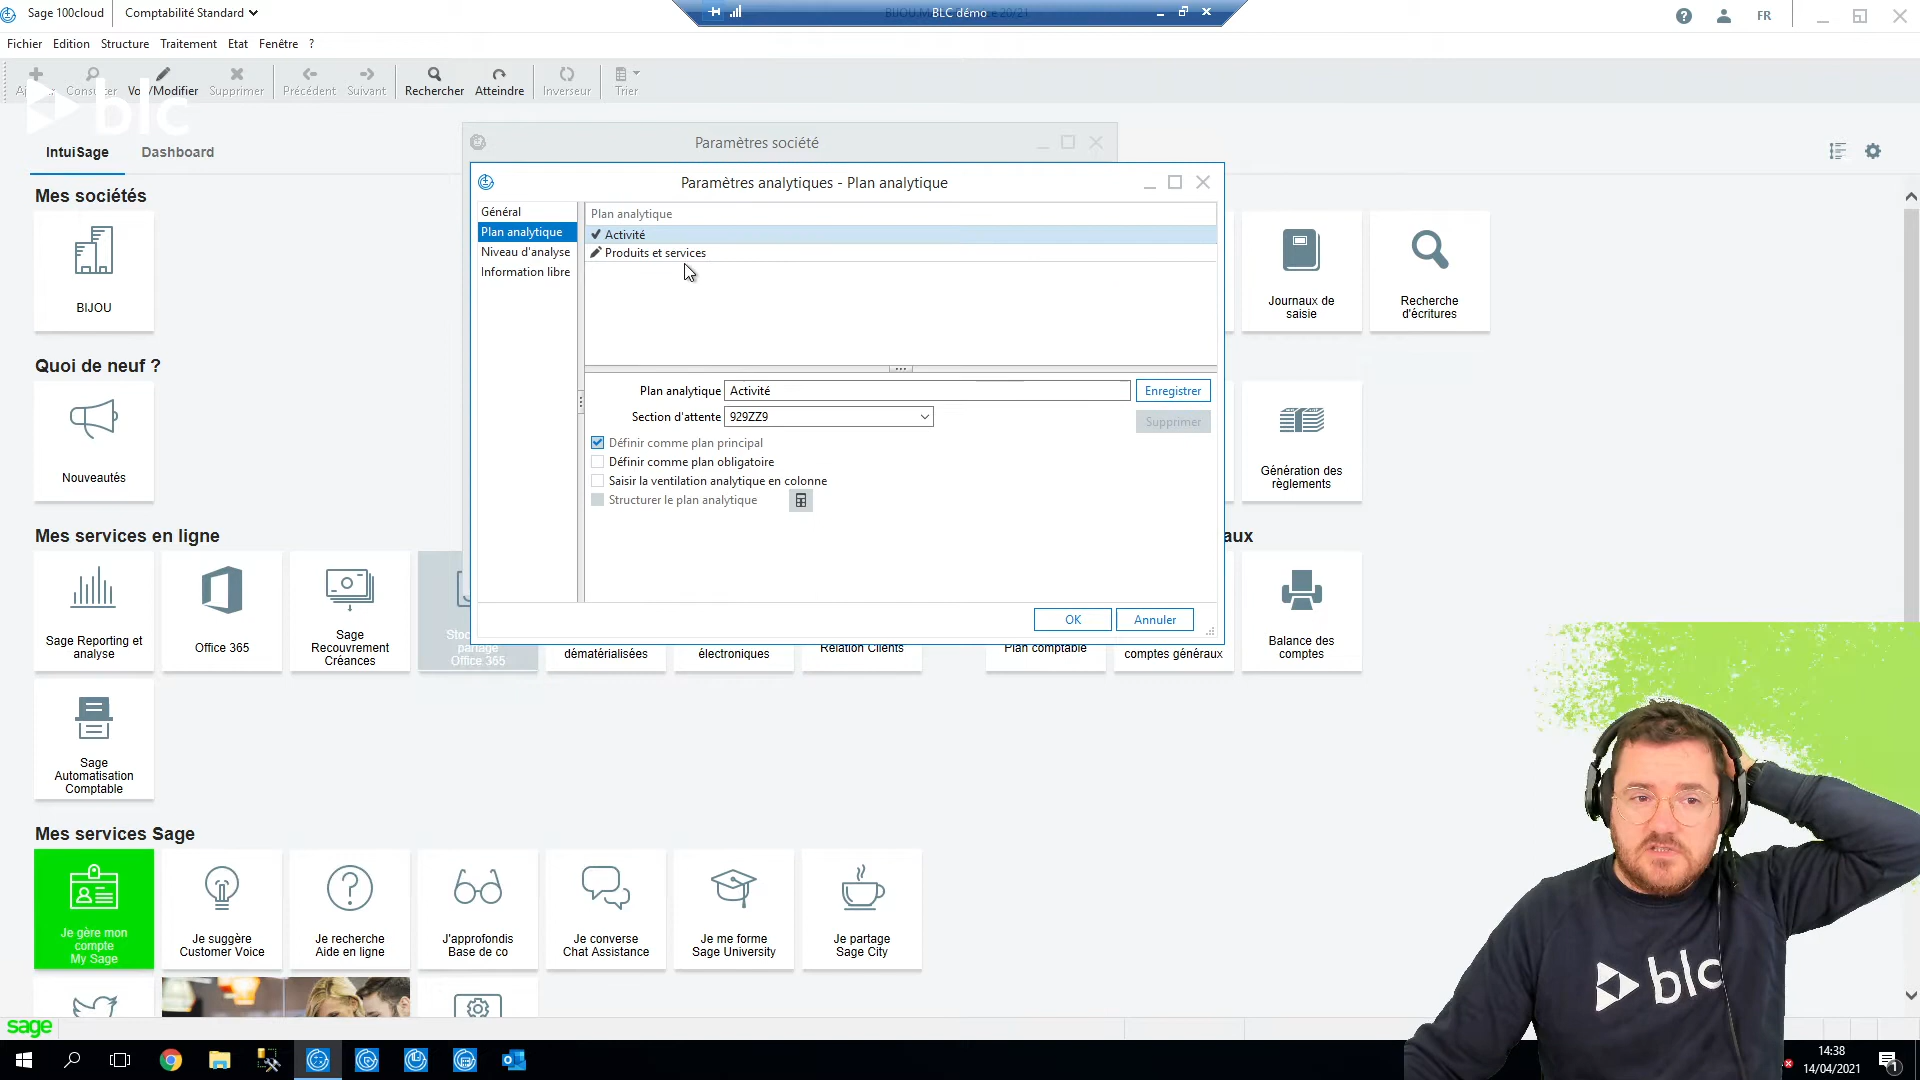 Sage 100cloud
Comptabilité Standard
BLC démo
FR
Fichier Edition Structure Traitement Etat Fenêtre ?
Consulter Voir/Modifier Supprimer Précédent Suivant Rechercher Atteindre Inverseur Trier
blc
IntuiSage Dashboard
Paramètres société
Paramètres analytiques - Plan analytique
Général
Plan analytique
Niveau d'analyse
Information libre
Plan analytique
Activité
Produits et services
Plan analytique Activité Enregistrer
Section d'attente 929ZZ9 Supprimer
Définir comme plan principal
Définir comme plan obligatoire
Saisir la ventilation analytique en colonne
Structurer le plan analytique
OK Annuler
Mes sociétés
BIJOU
Journaux de
saisie
Recherche
d'écritures
Quoi de neuf ?
Nouveautés
Génération des
règlements
Mes services en ligne
aux
Sage Reporting et
analyse
Office 365
Sage
Recouvrement
Créances
partage
Office 365
dématérialisées
électroniques
Relation Clients
Plan comptable
comptes généraux
Balance des
comptes
Sage
Automatisation
Comptable
Mes services Sage
Je gère mon
compte
My Sage
Je suggère
Customer Voice
Je recherche
Aide en ligne
J'approfondis
Base de co
Je converse
Chat Assistance
Je me forme
Sage University
Je partage
Sage City
blc
sage
14:38
14/04/2021
1